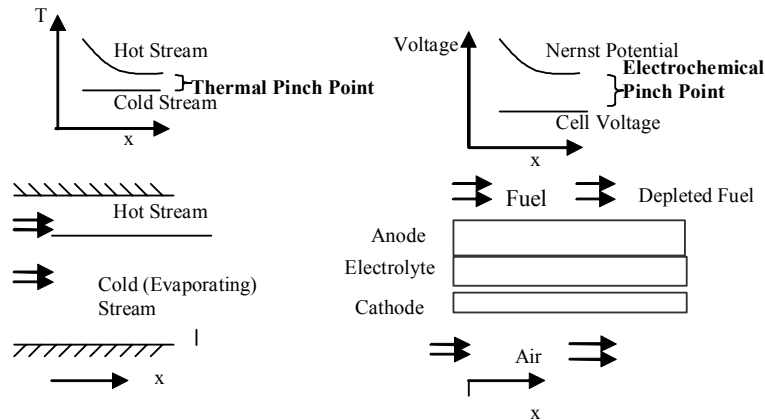 T
Hot Stream
Thermal Pinch Point
Cold Stream
x
Hot Stream
Cold (Evaporating)
Stream
x
Voltage
Nernst Potential
Electrochemical
Pinch Point
Cell Voltage
x
Fuel
Depleted Fuel
Anode
Electrolyte
Cathode
Air
x